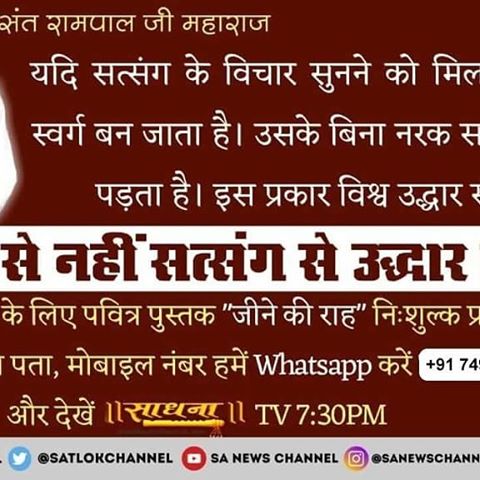 संत रामपाल जी महाराज
यदि सत्संग के विचार सुनने को
स्वर्ग बन जाता है। उसके बिना नरक
पड़ता है। इस प्रकार विश्व उद्धार
से नहीं सत्संग से उद्धार
के लिए पवित्र पुस्तक "जीने की राह" निःशुल्क
पता, मोबाइल नंबर हमें Whatsapp करें +91 74
और देखें ||साधना|| TV 7:30PM
@SATLOKCHANNEL SA NEWS CHANNEL @SANEWSCHANN